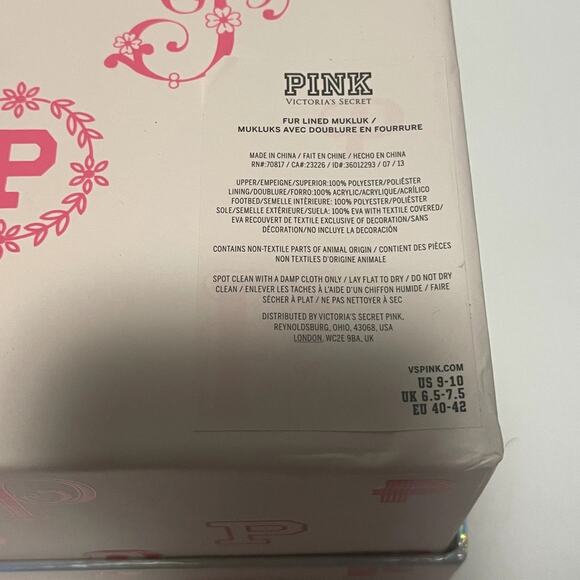 P
PINK
VICTORIA'S SECRET
FUR LINED MUKLUK /
MUKLUKS AVEC DOUBLURE EN FOURRURE
MADE IN CHINA / FAIT EN CHINE / HECHO EN CHINA
RN#:70817 / CA#:23226 / ID#:36012293 / 07 / 13
UPPER/EMPEIGNE/SUPERIOR:100% POLYESTER/POLIÉSTER
LINING/DOUBLURE/FORRO:100% ACRYLIC/ACRYLIQUE/ACRÍLICO
FOOTBED/SEMELLE INTÉRIEURE: 100% POLYESTER/POLIÉSTER
SOLE/SEMELLE EXTÉRIEURE/SUELA: 100% EVA WITH TEXTILE COVERED/
EVA RECOUVERT DE TEXTILE EXCLUSIVE OF DECORATION/SANS
DÉCORATION/NO INCLUYE LA DECORACIÓN
CONTAINS NON-TEXTILE PARTS OF ANIMAL ORIGIN / CONTIENT DES PIÈCES
NON TEXTILES D'ORIGINE ANIMALE
SPOT CLEAN WITH A DAMP CLOTH ONLY / LAY FLAT TO DRY / DO NOT DRY
CLEAN / ENLEVER LES TACHES À L'AIDE D'UN CHIFFON HUMIDE / FAIRE
SÉCHER À PLAT / NE PAS NETTOYER À SEC
DISTRIBUTED BY VICTORIA'S SECRET PINK,
REYNOLDSBURG, OHIO, 43068, USA
LONDON, WC2E 9BA, UK
VSPINK.COM
US 9-10
UK 6.5-7.5
EU 40-42
P
P
P
P